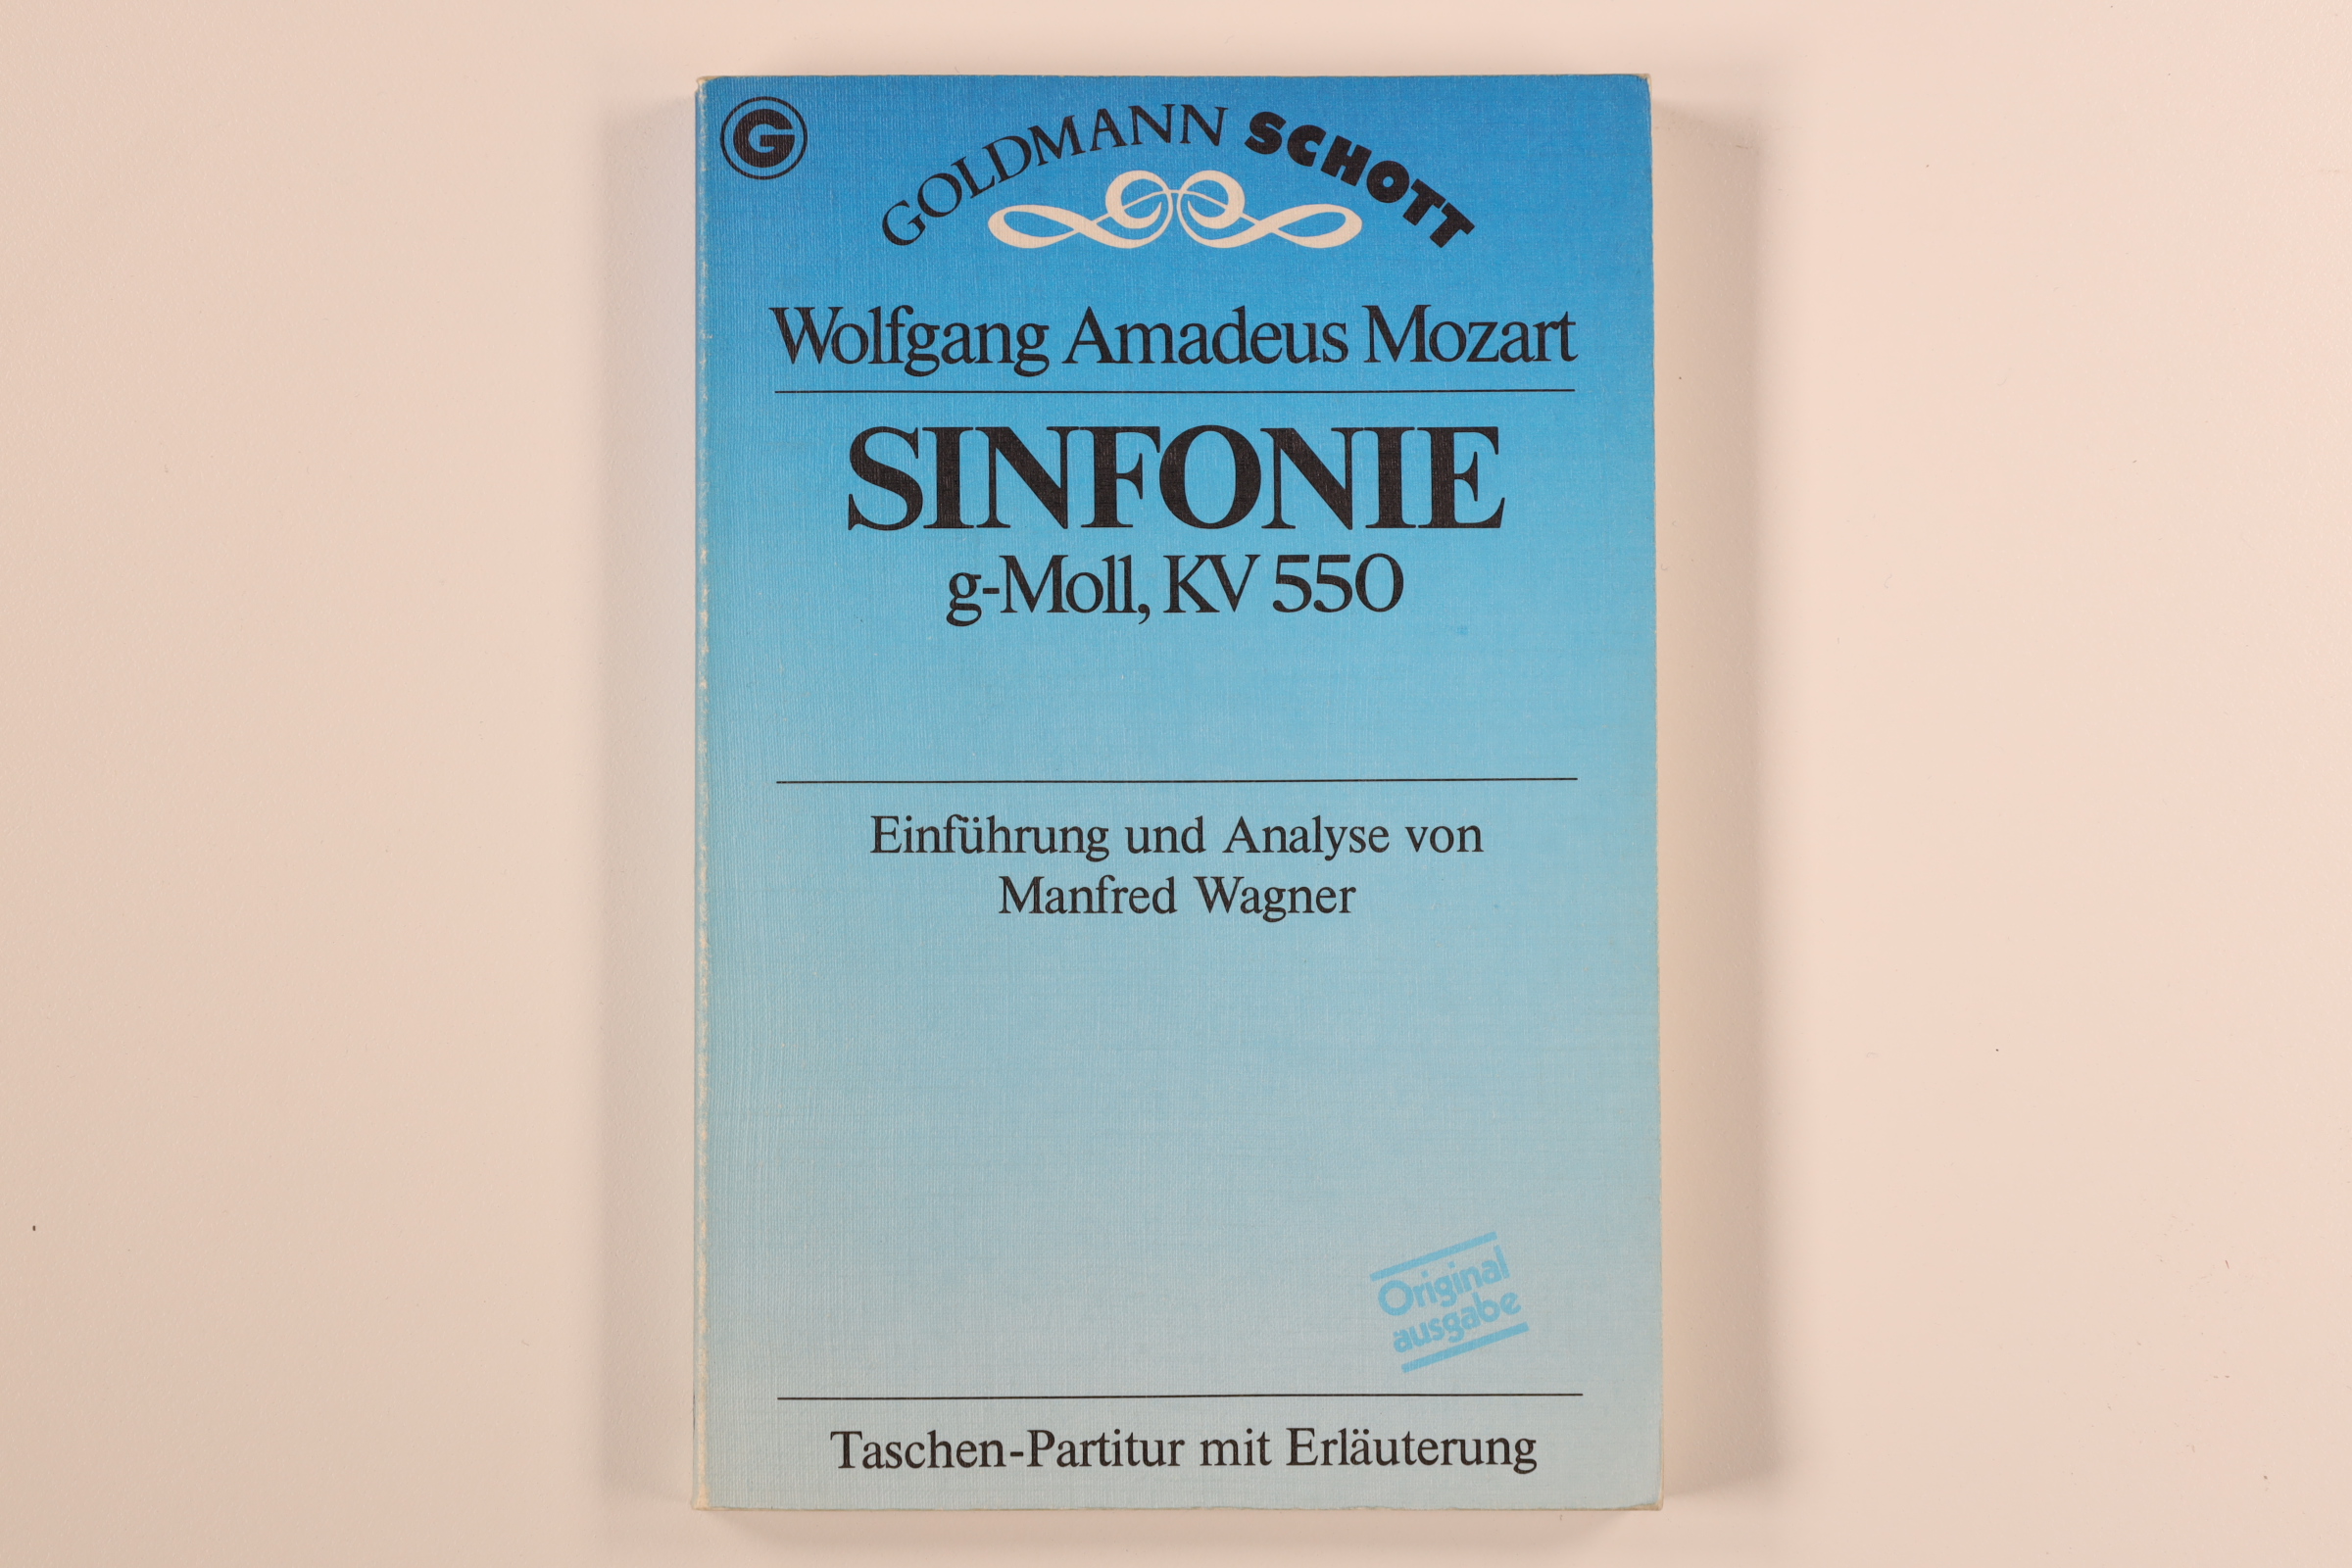 G
GOLDMANN SCHOTT
Wolfgang Amadeus Mozart
SINFONIE
g-Moll, KV 550
Einführung und Analyse von
Manfred Wagner
Original
ausgabe
Taschen-Partitur mit Erläuterung